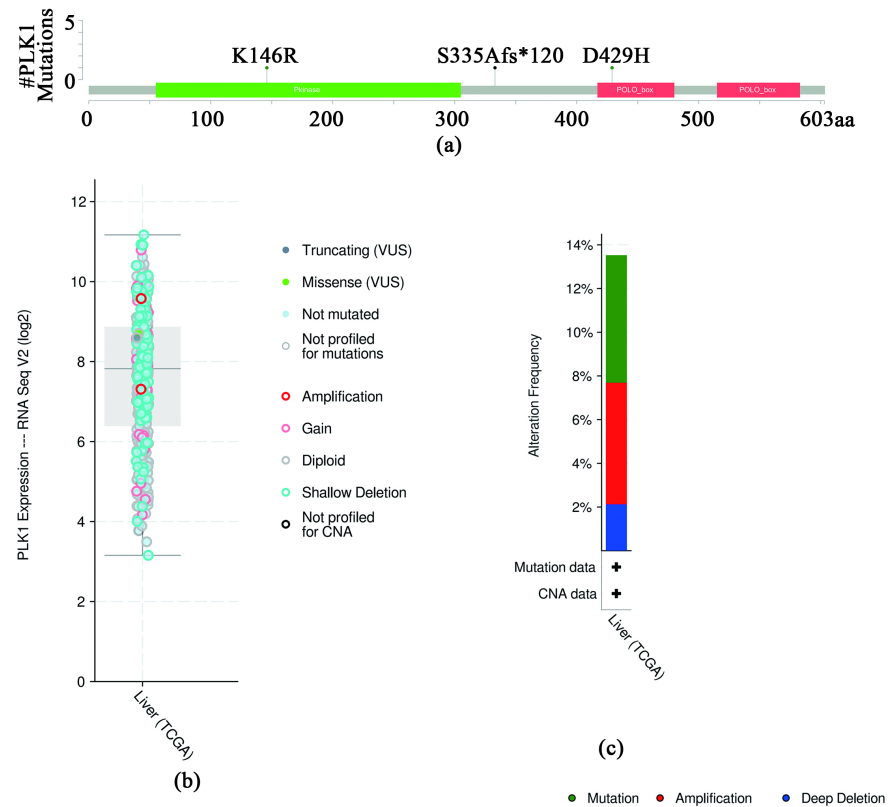 #PLK1
Mutations
5
0
K146R
S335Afs*120
D429H
Pkinase
POLO_box
POLO_box
0
100
200
300
400
500
603aa
(a)
PLK1 Expression --- RNA Seq V2 (log2)
12
10
8
6
4
2
0
Liver (TCGA)
Truncating (VUS)
Missense (VUS)
Not mutated
Not profiled
for mutations
Amplification
Gain
Diploid
Shallow Deletion
Not profiled
for CNA
(b)
Alteration Frequency
14%
12%
10%
8%
6%
4%
2%
Mutation data
CNA data
+
+
Liver (TCGA)
(c)
Mutation
Amplification
Deep Deletion